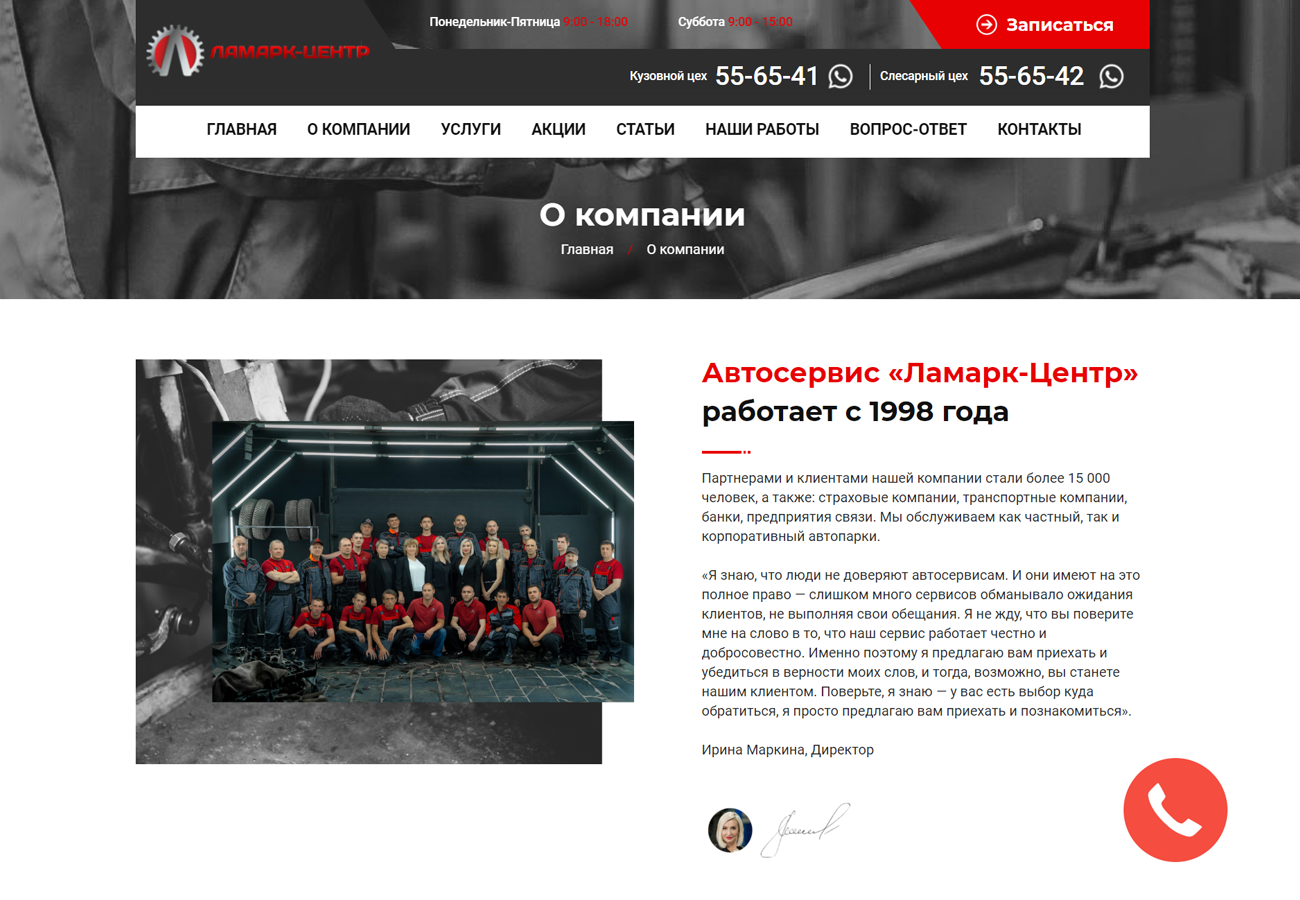 Понедельник-Пятница 9:00 - 18:00
Суббота 9:00 - 15:00
Записаться
ЛАМАРК-ЦЕНТР
Кузовной цех 55-65-41
Слесарный цех 55-65-42
ГЛАВНАЯ О КОМПАНИИ УСЛУГИ АКЦИИ СТАТЬИ НАШИ РАБОТЫ ВОПРОС-ОТВЕТ КОНТАКТЫ
О компании
Главная / О компании
Автосервис «Ламарк-Центр»
работает с 1998 года
Партнерами и клиентами нашей компании стали более 15 000
человек, а также: страховые компании, транспортные компании,
банки, предприятия связи. Мы обслуживаем как частный, так и
корпоративный автопарки.
«Я знаю, что люди не доверяют автосервисам. И они имеют на это
полное право — слишком много сервисов обманывало ожидания
клиентов, не выполняя свои обещания. Я не жду, что вы поверите
мне на слово в то, что наш сервис работает честно и
добросовестно. Именно поэтому я предлагаю вам приехать и
убедиться в верности моих слов, и тогда, возможно, вы станете
нашим клиентом. Поверьте, я знаю — у вас есть выбор куда
обратиться, я просто предлагаю вам приехать и познакомиться».
Ирина Маркина, Директор